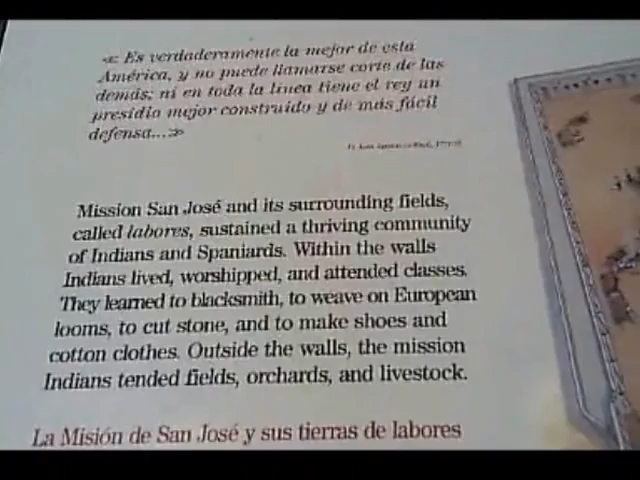 ≪ Es verdaderamente la mejor de esta
América, y no puede llamarse corte de las
demás; ni en toda la línea tiene el rey un
presidio mejor construido y de más fácil
defensa...≫
Mission San José and its surrounding fields,
called labores, sustained a thriving community
of Indians and Spaniards. Within the walls
Indians lived, worshipped, and attended classes.
They learned to blacksmith, to weave on European
looms, to cut stone, and to make shoes and
cotton clothes. Outside the walls, the mission
Indians tended fields, orchards, and livestock.
La Misión de San José y sus tierras de labores